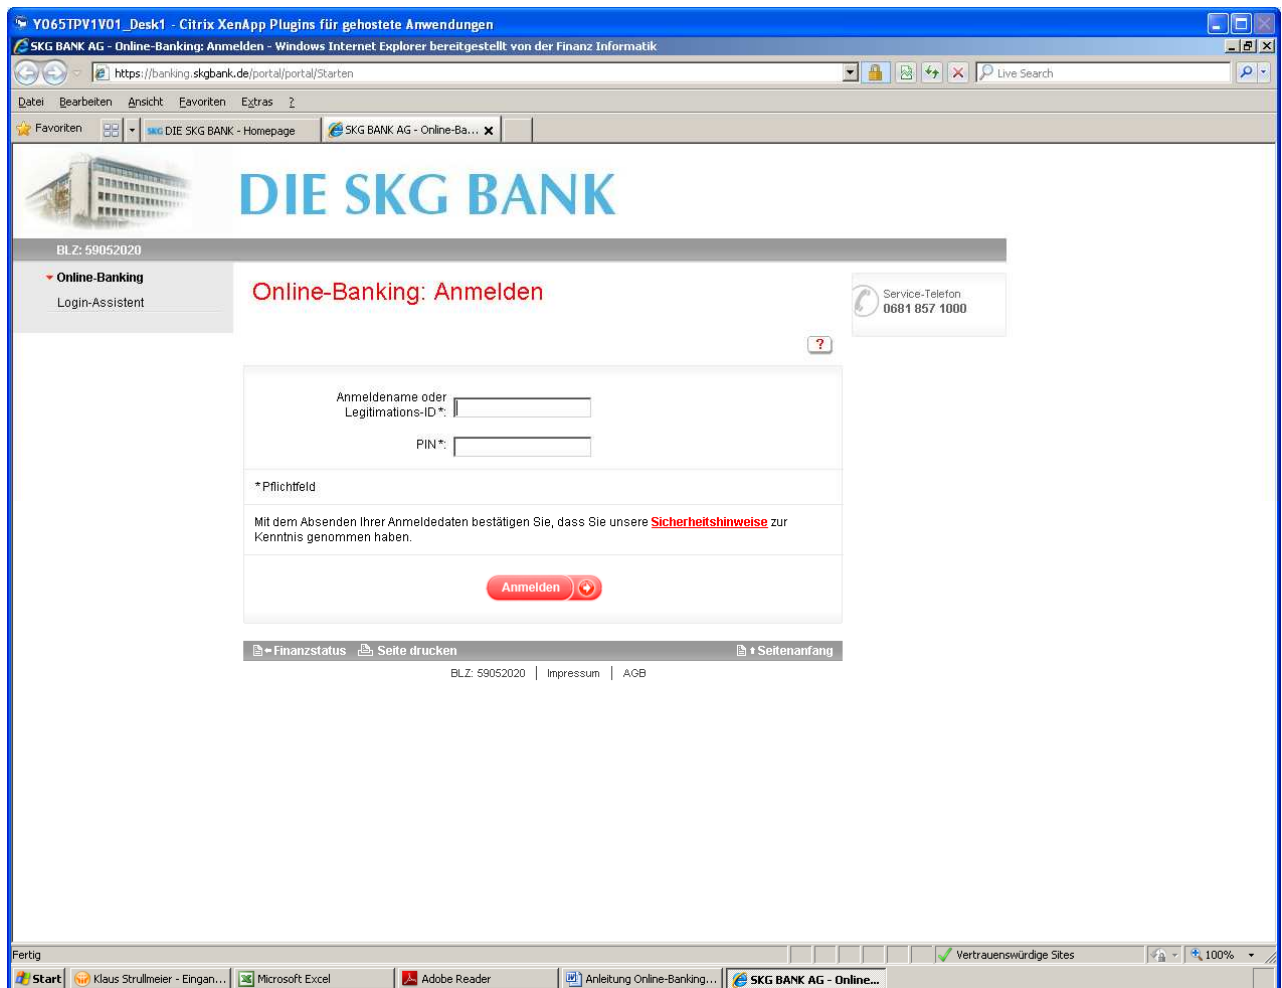 Y065TPV1V01_Desk1 - Citrix XenApp Plugins für gehostete Anwendungen
SKG BANK AG - Online-Banking: Anmelden - Windows Internet Explorer bereitgestellt von der Finanz Informatik
https://banking.skgbank.de/portal/portal/Starten
Live Search
Datei Bearbeiten Ansicht Favoriten Extras ?
Favoriten
SKG DIE SKG BANK - Homepage
SKG BANK AG - Online-Ba...
DIE SKG BANK
BLZ: 59052020
Online-Banking
Login-Assistent
Online-Banking: Anmelden
Service-Telefon
0681 857 1000
?
Anmeldename oder
Legitimations-ID*:
PIN*:
*Pflichtfeld
Mit dem Absenden Ihrer Anmeldedaten bestätigen Sie, dass Sie unsere Sicherheitshinweise zur
Kenntnis genommen haben.
Anmelden
Finanzstatus Seite drucken Seitenanfang
BLZ: 59052020 | Impressum | AGB
Fertig
Vertrauenswürdige Sites
100%
Start Klaus Strullmeier - Eingan... Microsoft Excel Adobe Reader Anleitung Online-Banking... SKG BANK AG - Online...